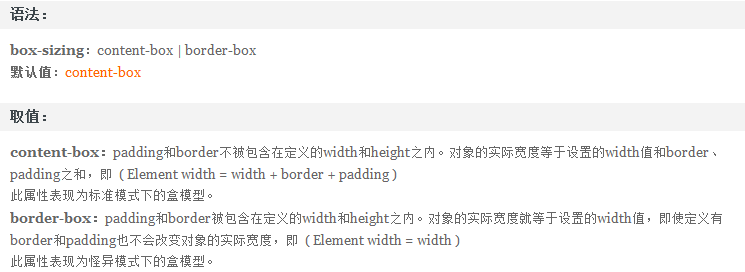 语法：
box-sizing：content-box | border-box
默认值：content-box
取值：
content-box：padding和border不被包含在定义的width和height之内。对象的实际宽度等于设置的width值和border、
padding之和，即（Element width = width + border + padding）
此属性表现为标准模式下的盒模型。
border-box：padding和border被包含在定义的width和height之内。对象的实际宽度就等于设置的width值，即使定义有
border和padding也不会改变对象的实际宽度，即（Element width = width）
此属性表现为怪异模式下的盒模型。